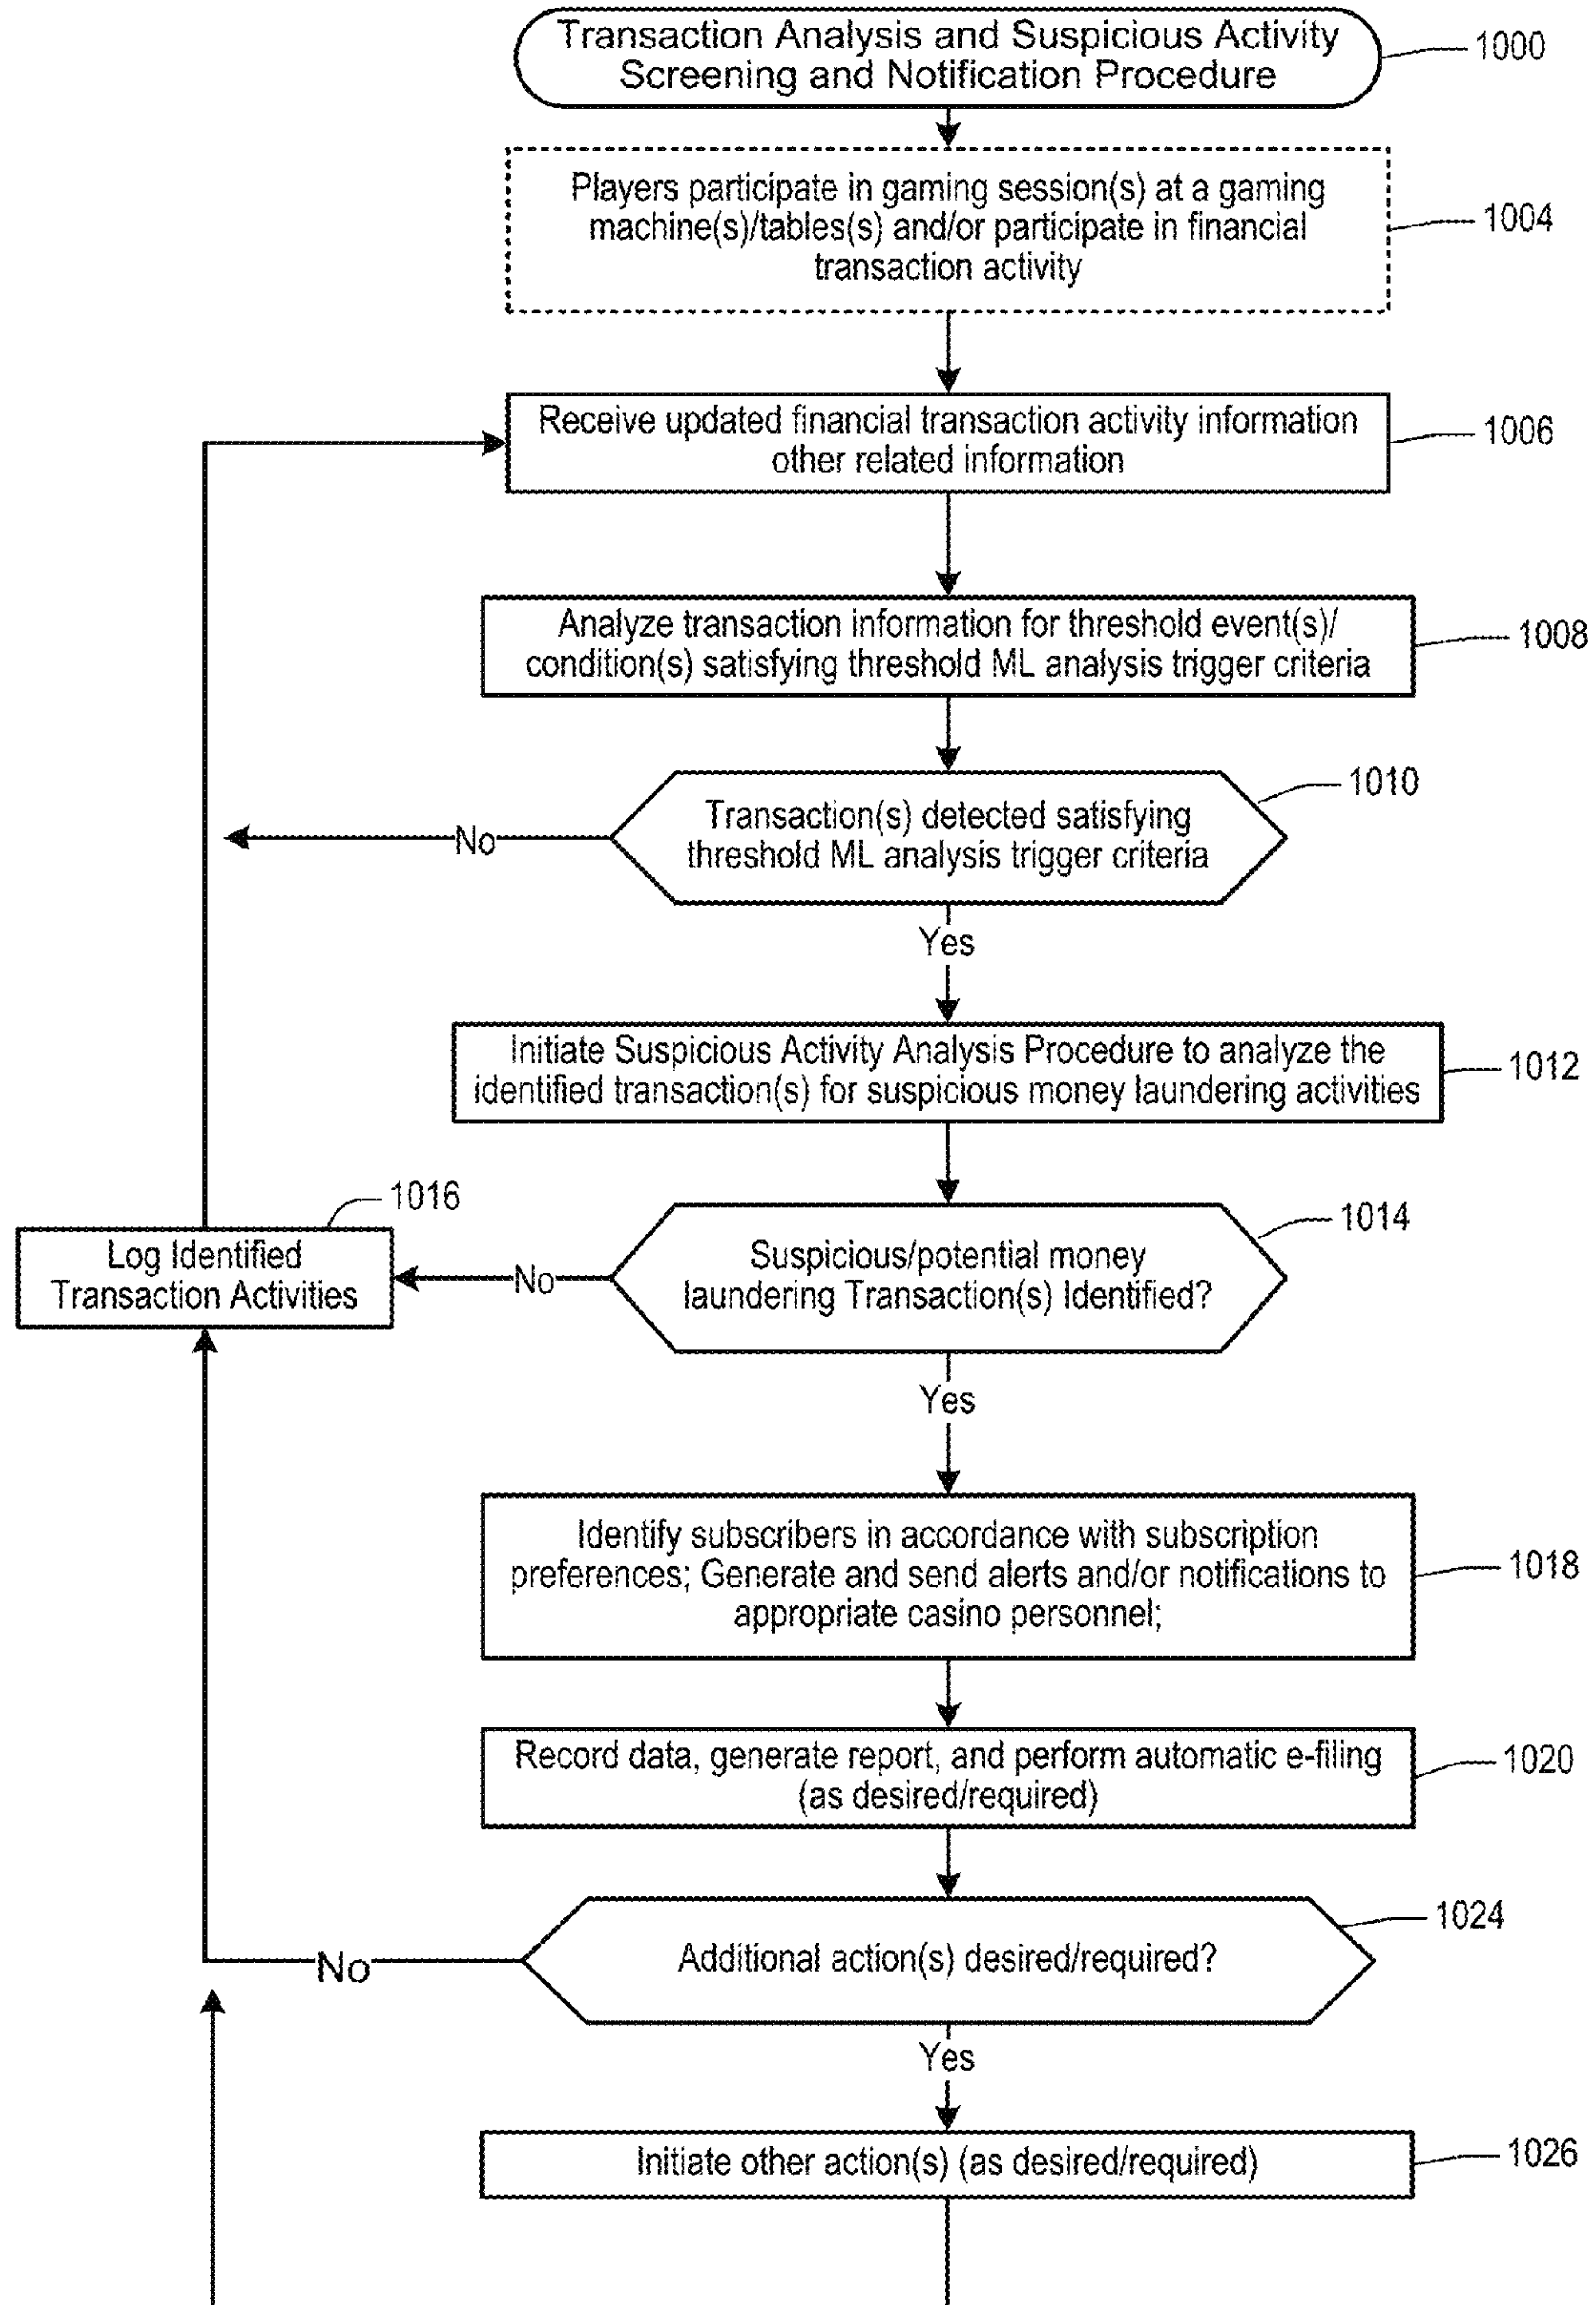 Transaction Analysis and Suspicious Activity
Screening and Notification Procedure
1000
Players participate in gaming session(s) at a gaming
machine(s)/tables(s) and/or participate in financial
transaction activity
1004
Receive updated financial transaction activity information
other related information
1006
Analyze transaction information for threshold event(s)/
condition(s) satisfying threshold ML analysis trigger criteria
1008
Transaction(s) detected satisfying
threshold ML analysis trigger criteria
1010
No
Yes
Initiate Suspicious Activity Analysis Procedure to analyze the
identified transaction(s) for suspicious money laundering activities
1012
Suspicious/potential money
laundering Transaction(s) Identified?
1014
No
1016
Log Identified
Transaction Activities
Yes
Identify subscribers in accordance with subscription
preferences; Generate and send alerts and/or notifications to
appropriate casino personnel;
1018
Record data, generate report, and perform automatic e-filing
(as desired/required)
1020
Additional action(s) desired/required?
1024
No
Yes
Initiate other action(s) (as desired/required)
1026